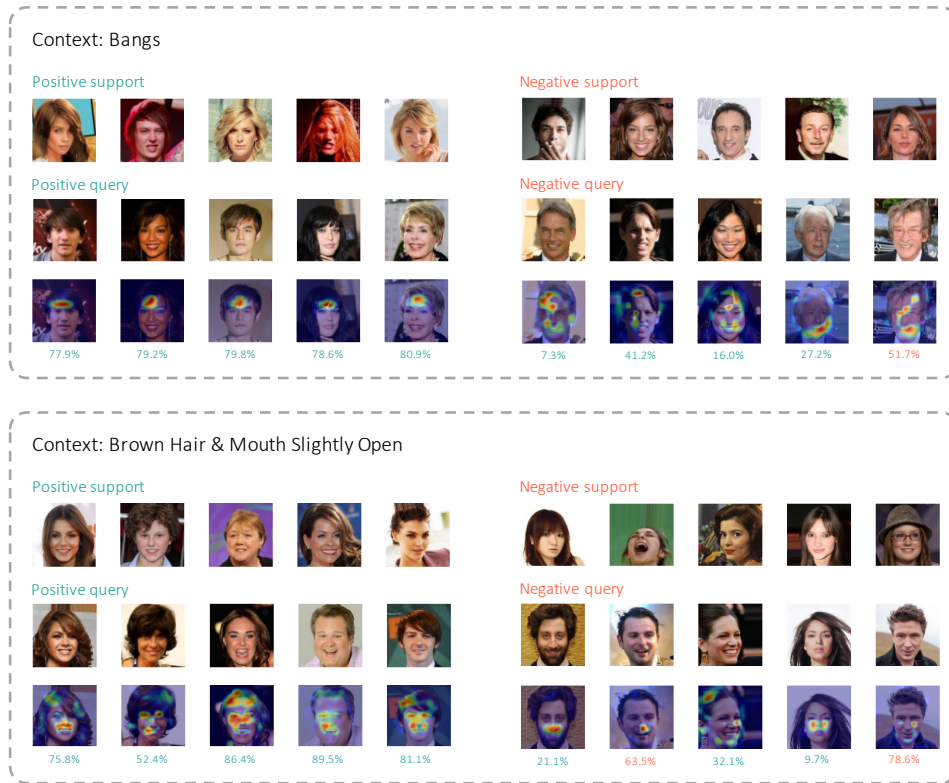 Context: Bangs
Positive support
Negative support
Positive query
Negative query
77.9% 79.2% 79.8% 78.6% 80.9% 7.3% 41.2% 16.0% 27.2% 51.7%
Context: Brown Hair & Mouth Slightly Open
Positive support
Negative support
Positive query
Negative query
75.8% 52.4% 86.4% 89.5% 81.1% 21.1% 63.5% 32.1% 9.7% 78.6%